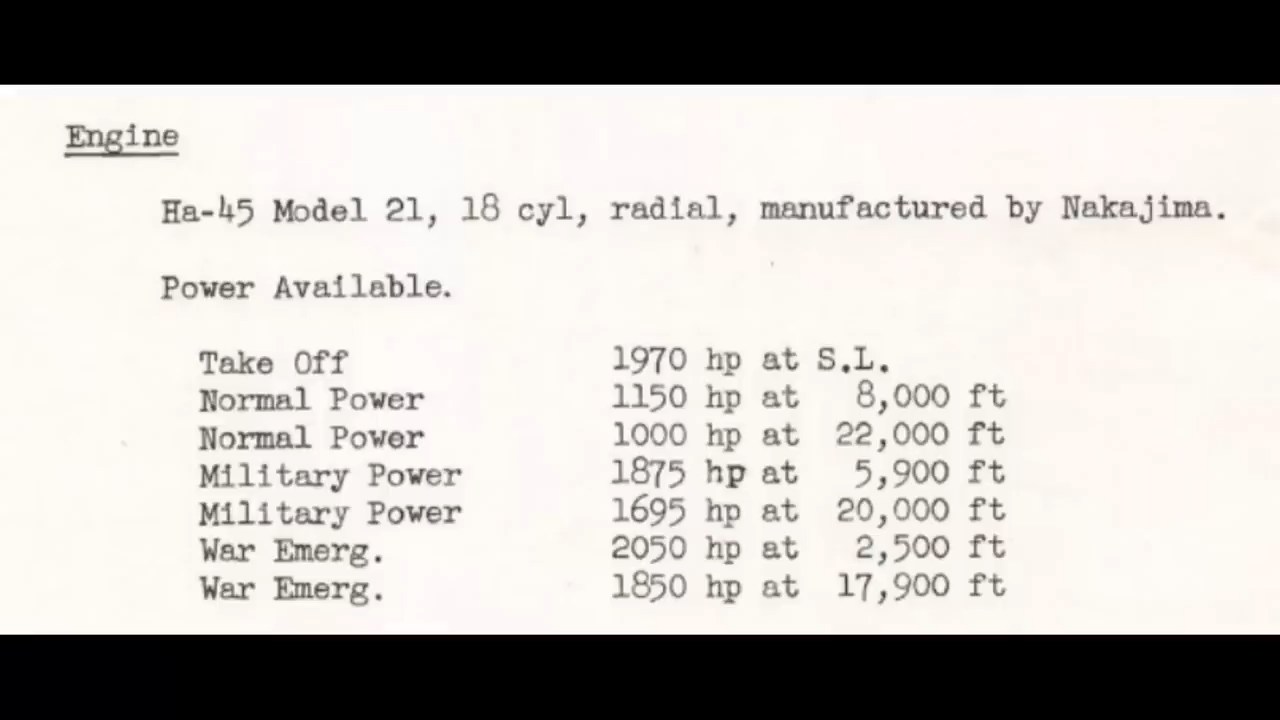 Engine
Ha-45 Model 21, 18 cyl, radial, manufactured by Nakajima.
Power Available.
Take Off 1970 hp at S.L.
Normal Power 1150 hp at 8,000 ft
Normal Power 1000 hp at 22,000 ft
Military Power 1875 hp at 5,900 ft
Military Power 1695 hp at 20,000 ft
War Emerg. 2050 hp at 2,500 ft
War Emerg. 1850 hp at 17,900 ft